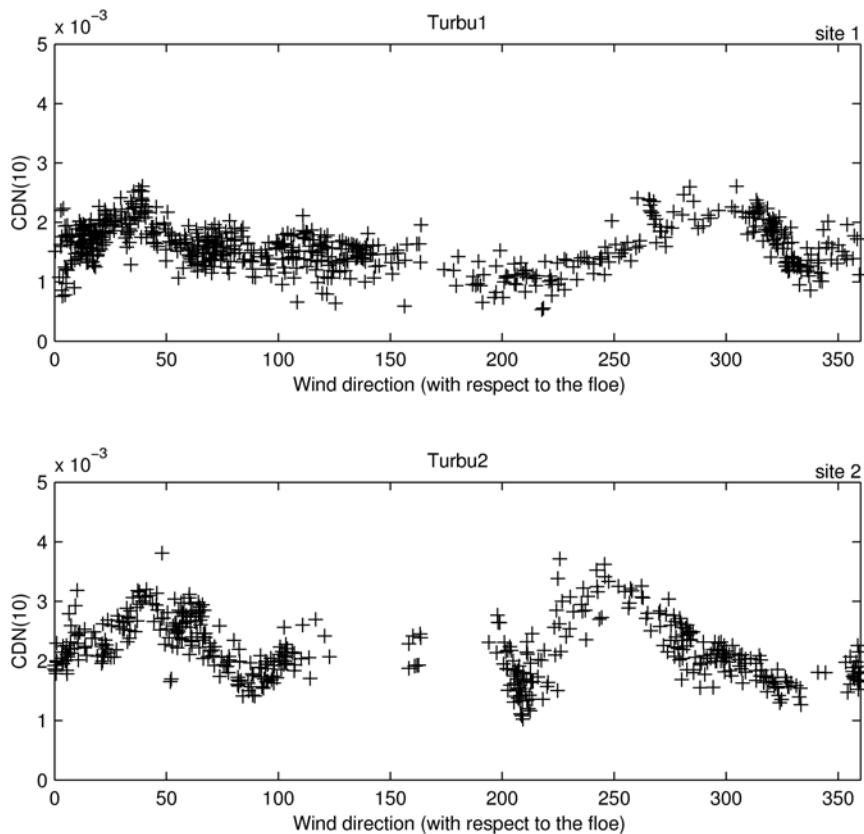 x 10⁻³
Turbu1
site 1
5
4
3
2
1
0
CDN(10)
0 50 100 150 200 250 300 350
Wind direction (with respect to the floe)
x 10⁻³
Turbu2
site 2
5
4
3
2
1
0
CDN(10)
0 50 100 150 200 250 300 350
Wind direction (with respect to the floe)